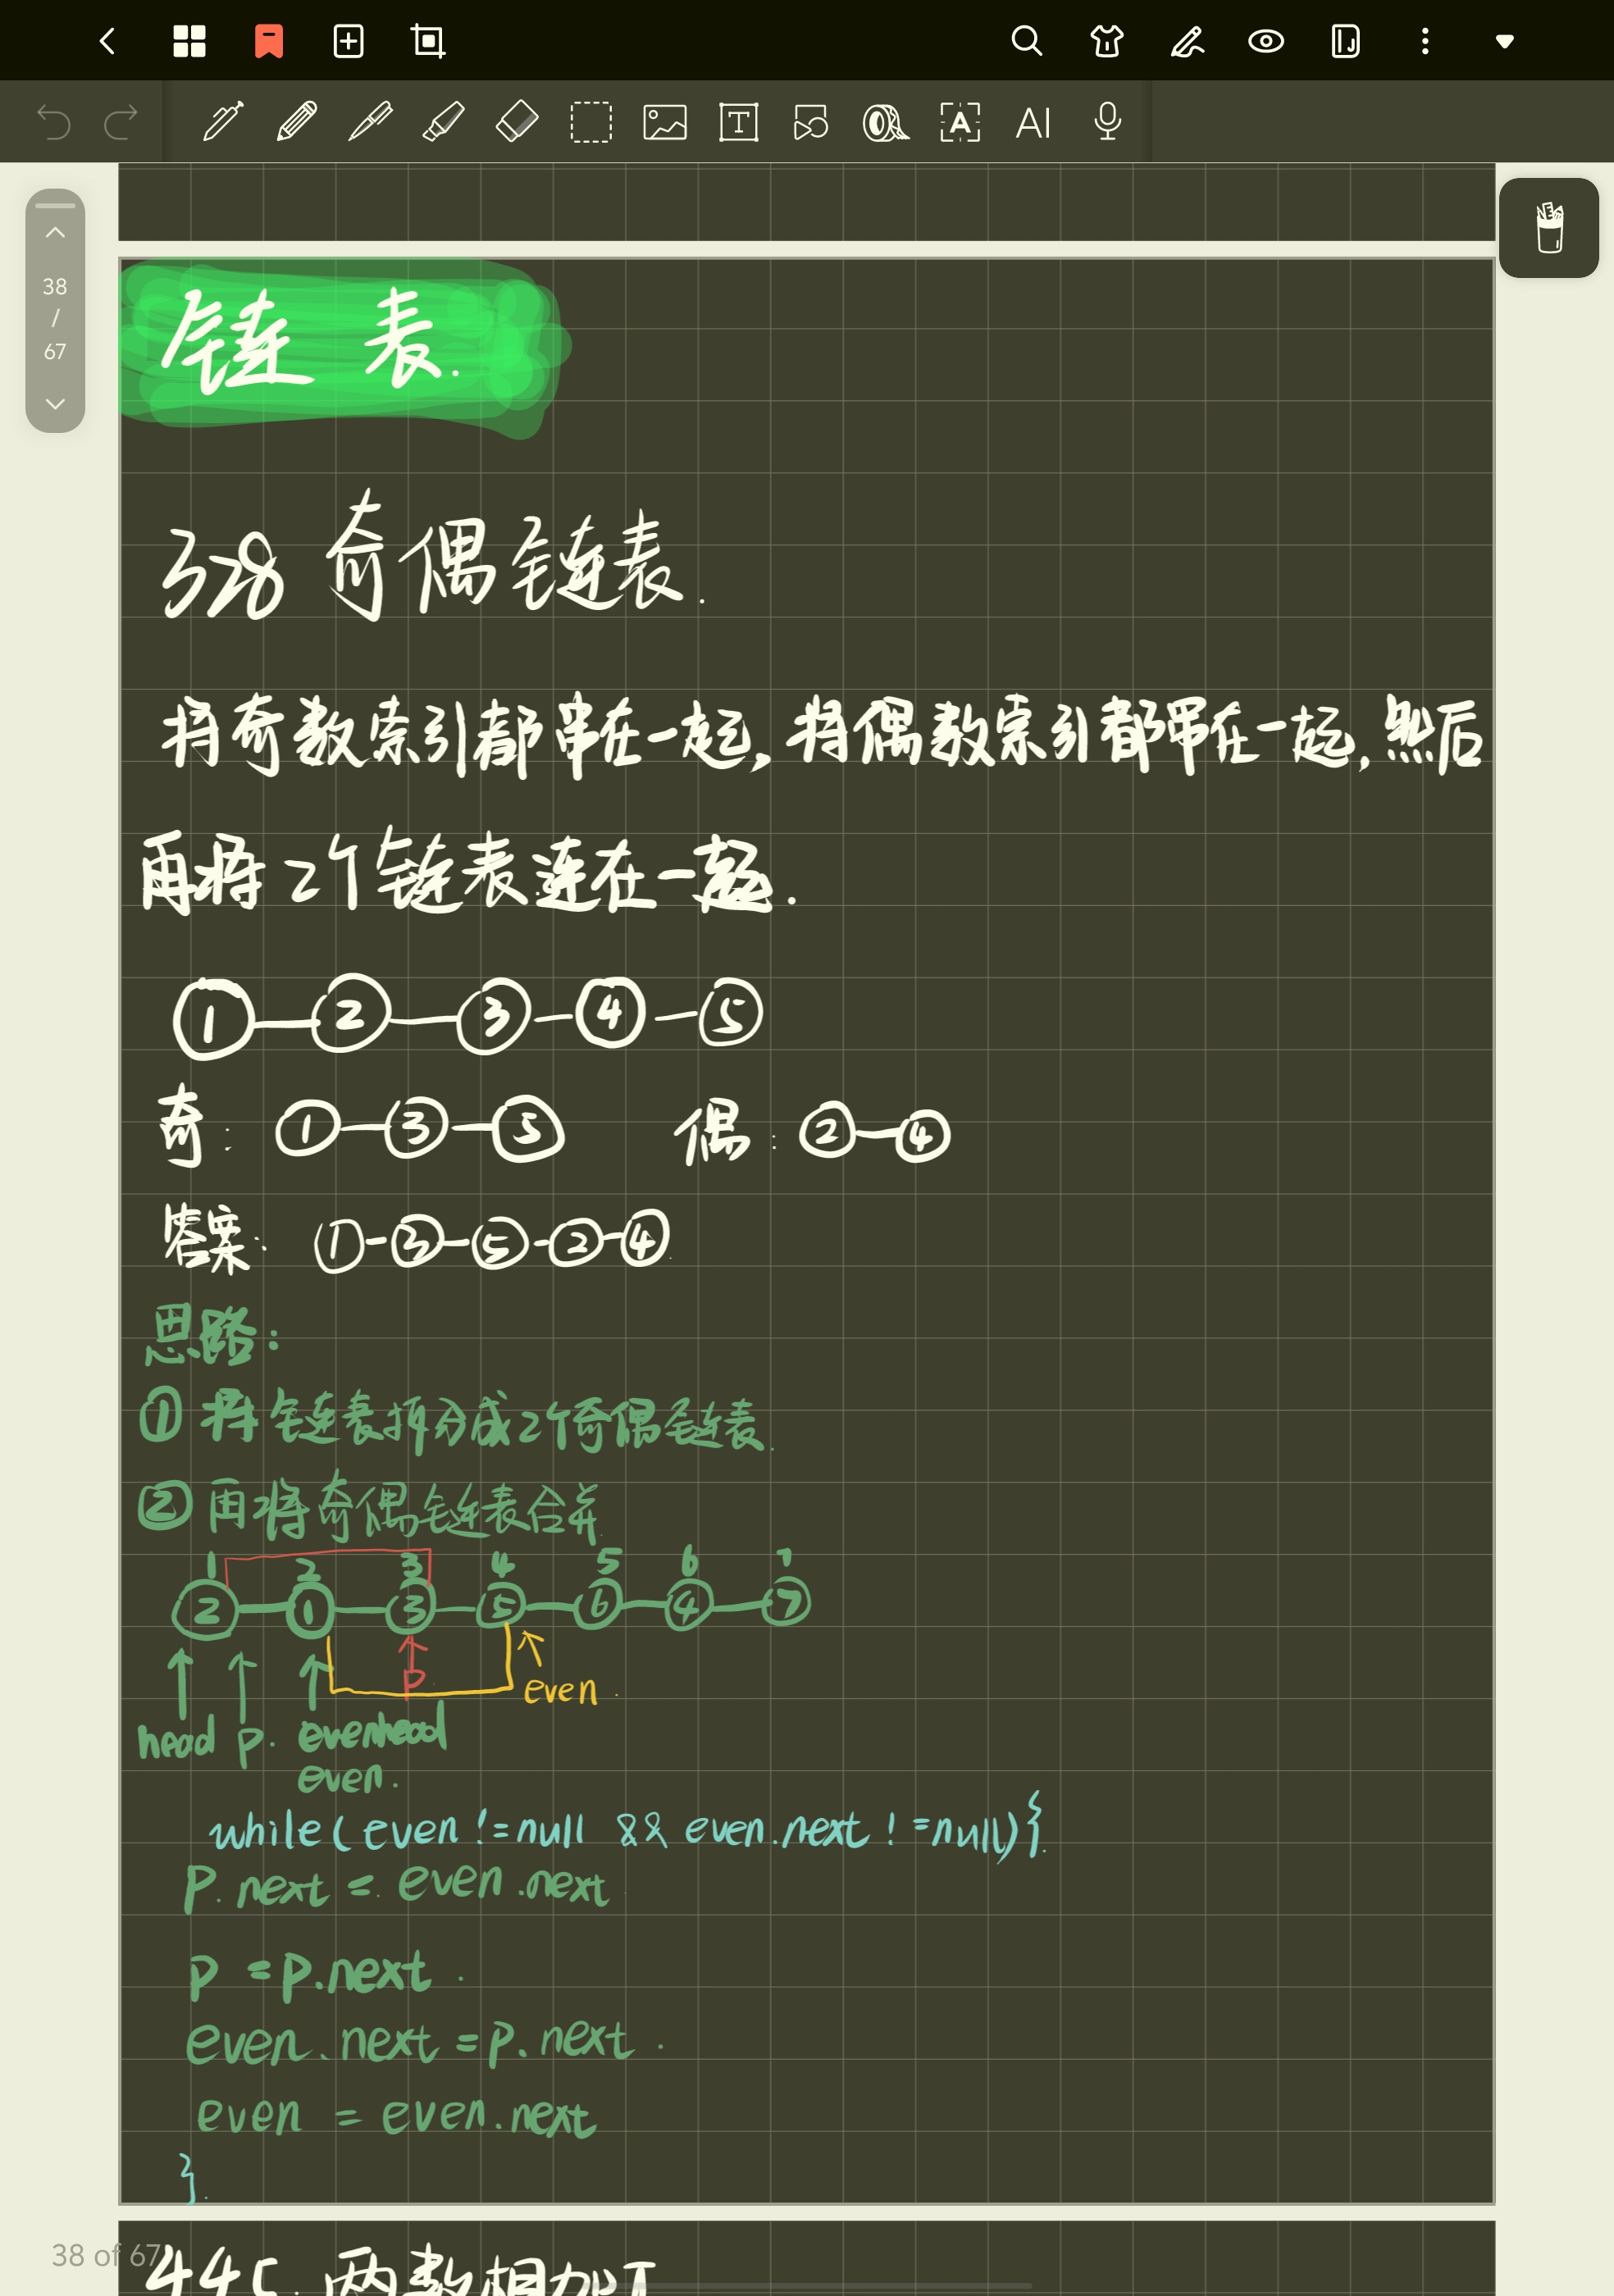 38
/
67
T
A
AI
链表.
328 奇偶链表.
将奇数索引都串在一起,将偶数索引都串在一起,然后
再将2个链表连在一起.
1 2 3 4 5
奇: 1 3 5 偶: 2 4
答案: 1 3 5 2 4
思路:
① 将链表拆分成2个奇偶链表.
② 再将奇偶链表合并.
1 2 3 4 5 6 7
2 1 3 5 6 4 7
p
even.
head p. evenhead
even.
while(even != null && even.next != null){
p.next = even.next
p = p.next.
even.next = p.next.
even = even.next
}
38 of 67
445. 两数相加II